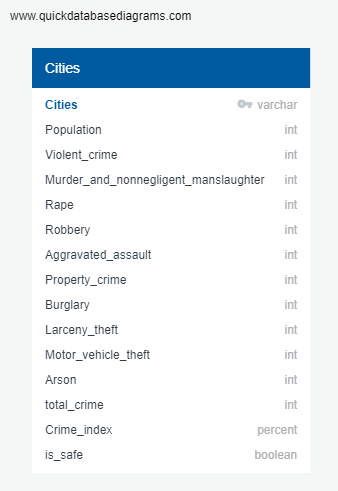 www.quickdatabasediagrams.com
Cities
Cities varchar
Population int
Violent_crime int
Murder_and_nonnegligent_manslaughter int
Rape int
Robbery int
Aggravated_assault int
Property_crime int
Burglary int
Larceny_theft int
Motor_vehicle_theft int
Arson int
total_crime int
Crime_index percent
is_safe boolean